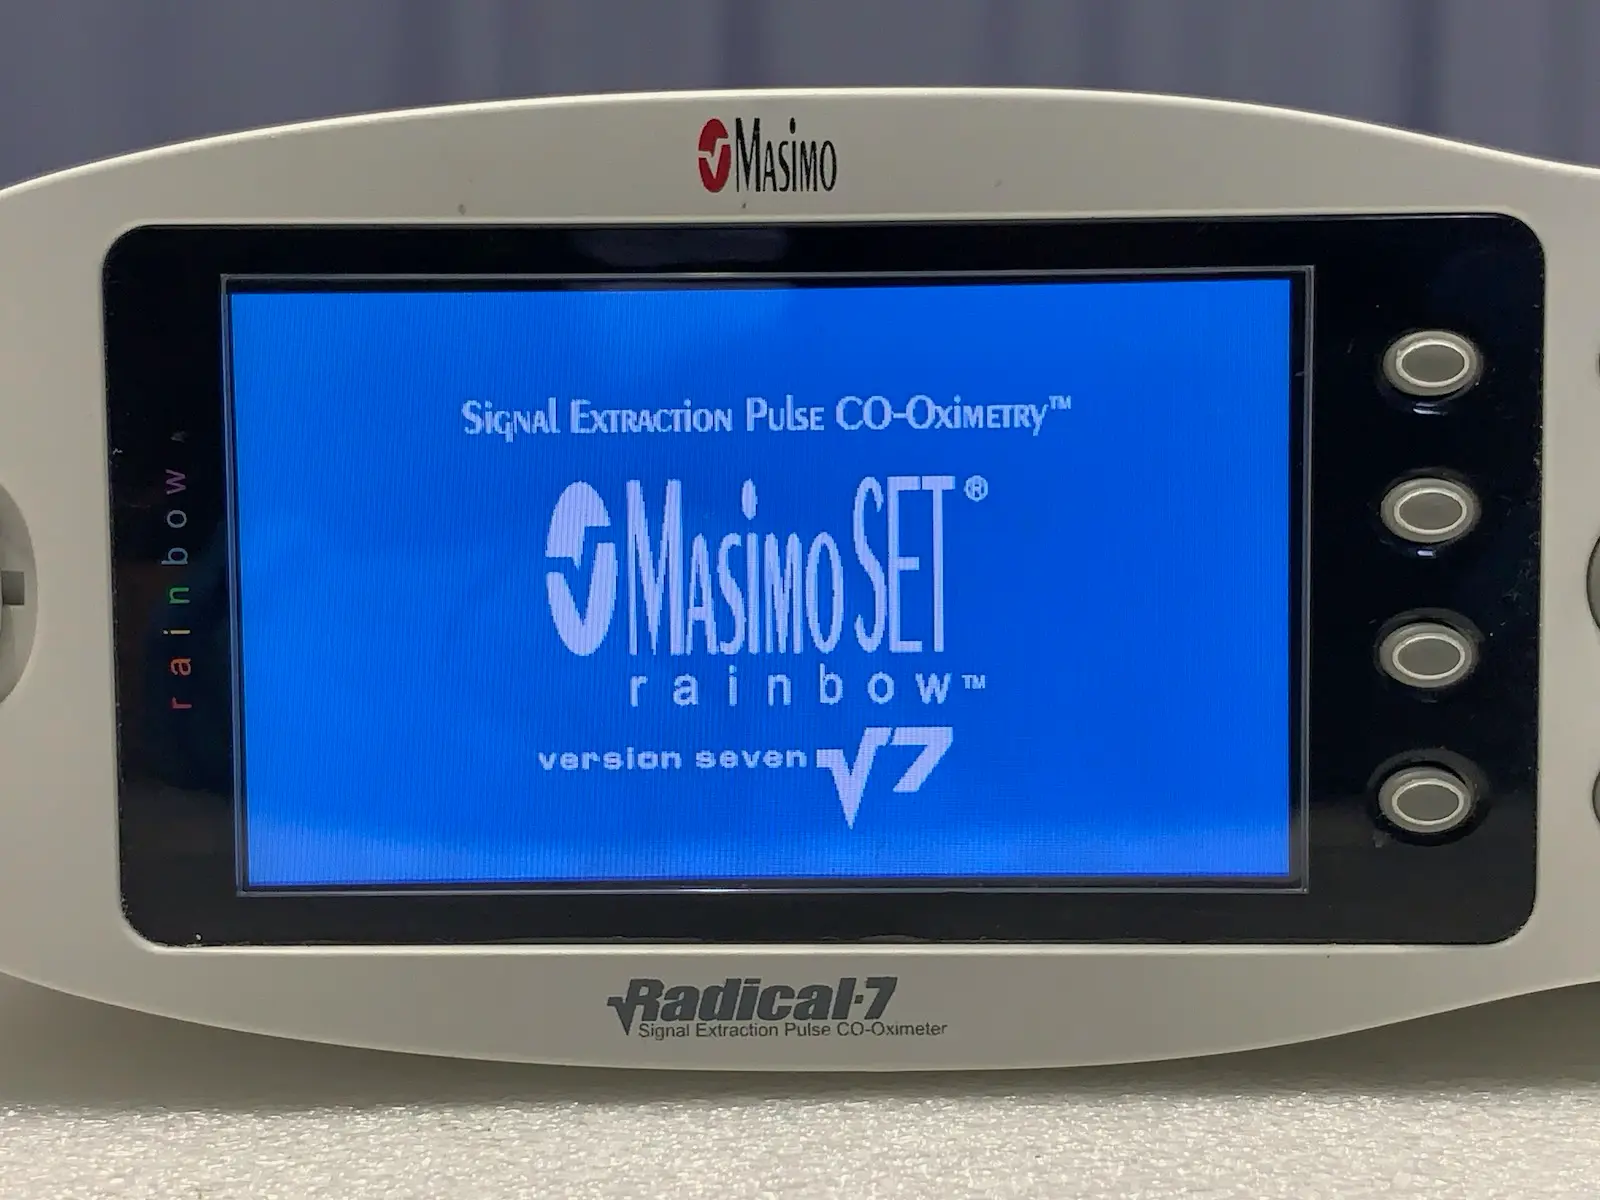 Masimo
Signal Extraction Pulse CO-Oximetry™
Masimo SET®
rainbow™
version seven √7
rainbow
Radical-7
Signal Extraction Pulse CO-Oximeter